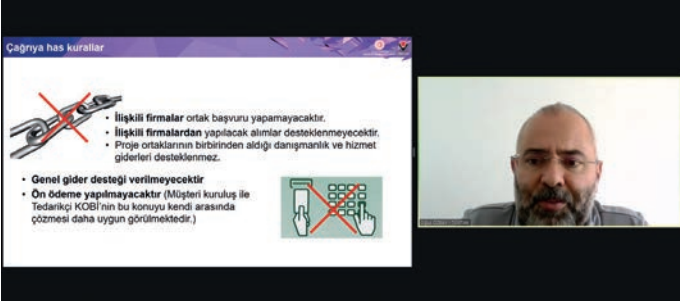 Çağrıya has kurallar
• İlişkili firmalar ortak başvuru yapamayacaktır.
• İlişkili firmalardan yapılacak alımlar desteklenmeyecektir.
• Proje ortaklarının birbirinden aldığı danışmanlık ve hizmet
giderleri desteklenmez.
• Genel gider desteği verilmeyecektir
• Ön ödeme yapılmayacaktır (Müşteri kuruluş ile
Tedarikçi KOBİ'nin bu konuyu kendi arasında
çözmesi daha uygun görülmektedir.)